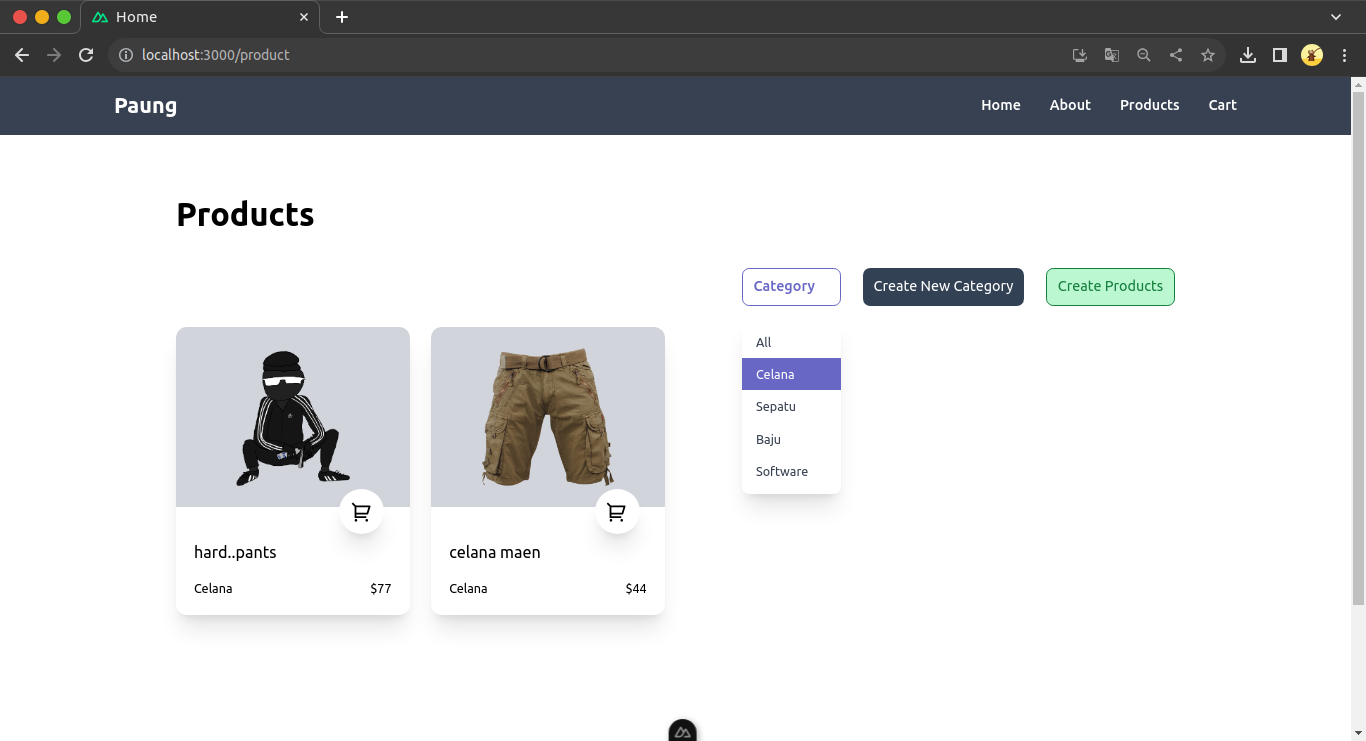 Home
localhost:3000/product
Paung
Home About Products Cart
Products
Category Create New Category Create Products
All
Celana
Sepatu
Baju
Software
hard..pants
Celana $77
celana maen
Celana $44